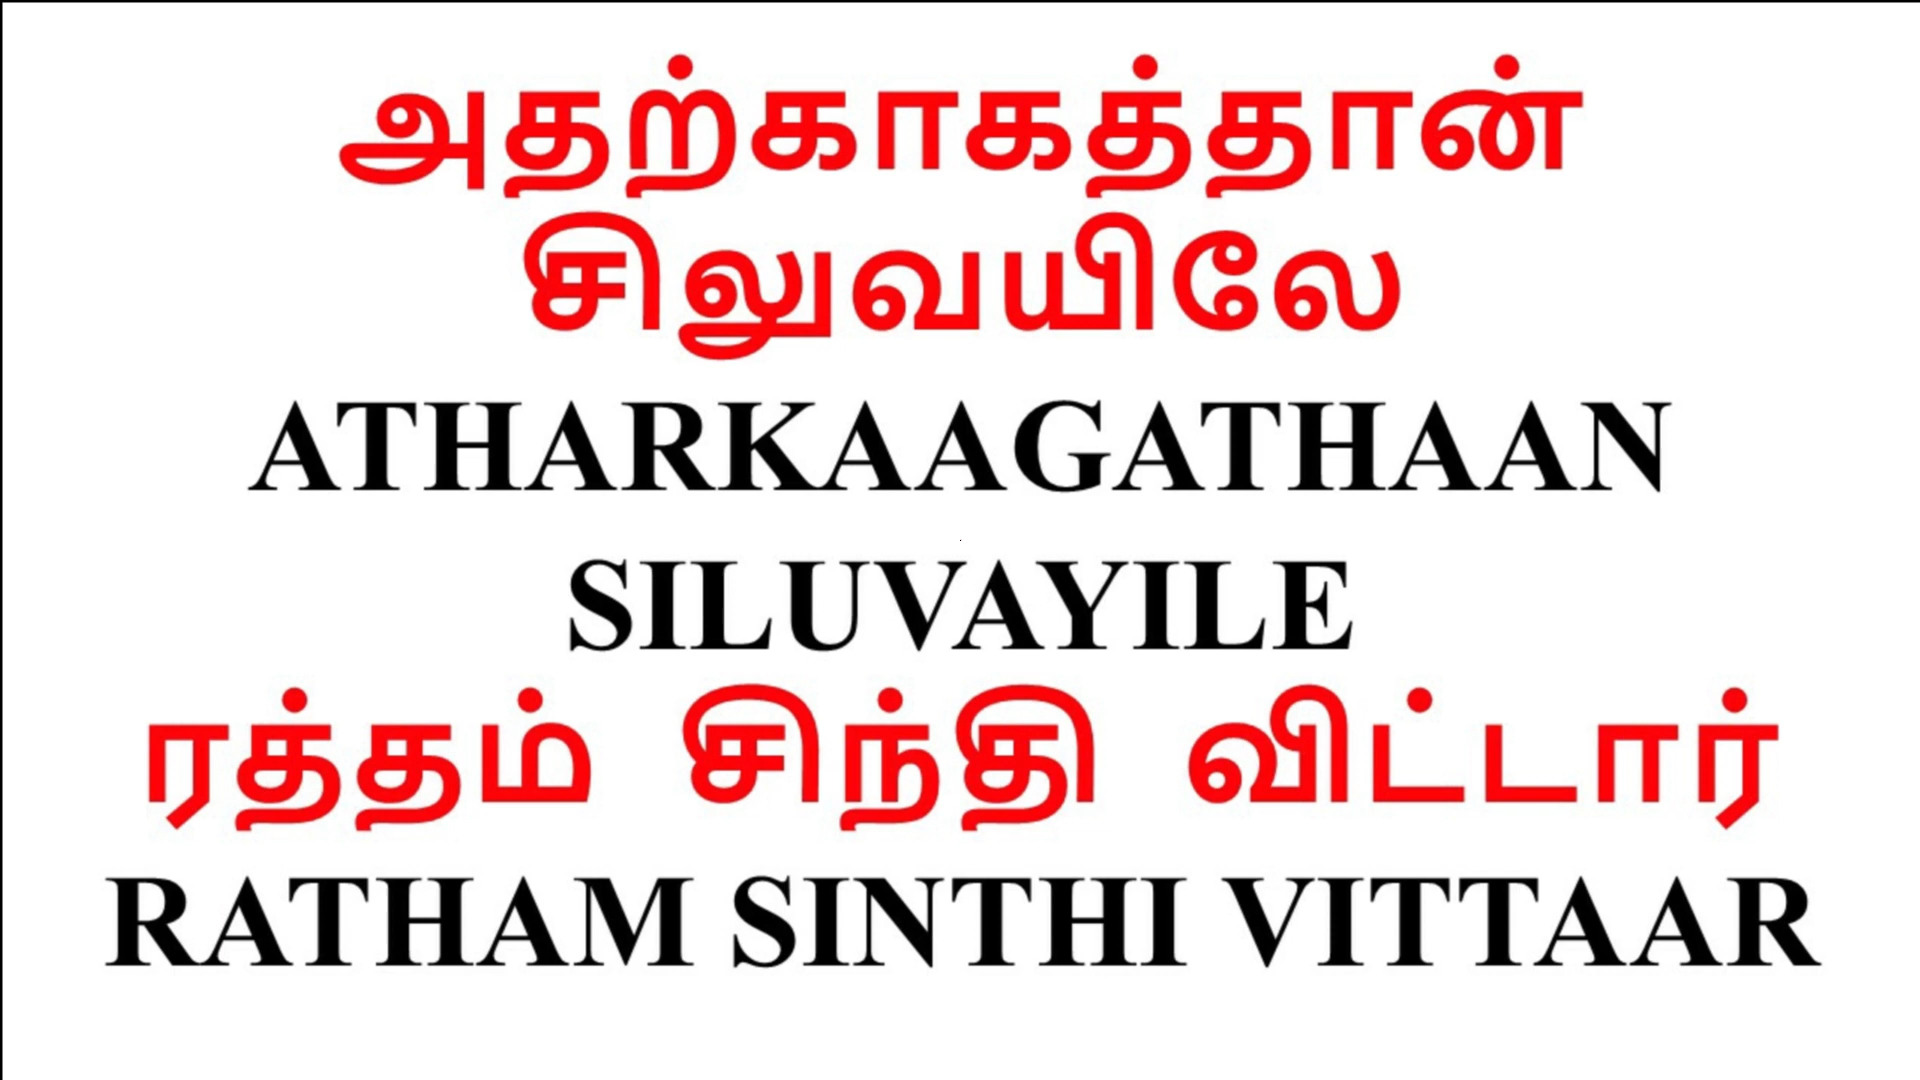 அதற்காகத்தான்
சிலுவயிலே
ATHARKAAGATHAAN
SILUVAYILE
ரத்தம் சிந்தி விட்டார்
RATHAM SINTHI VITTAAR